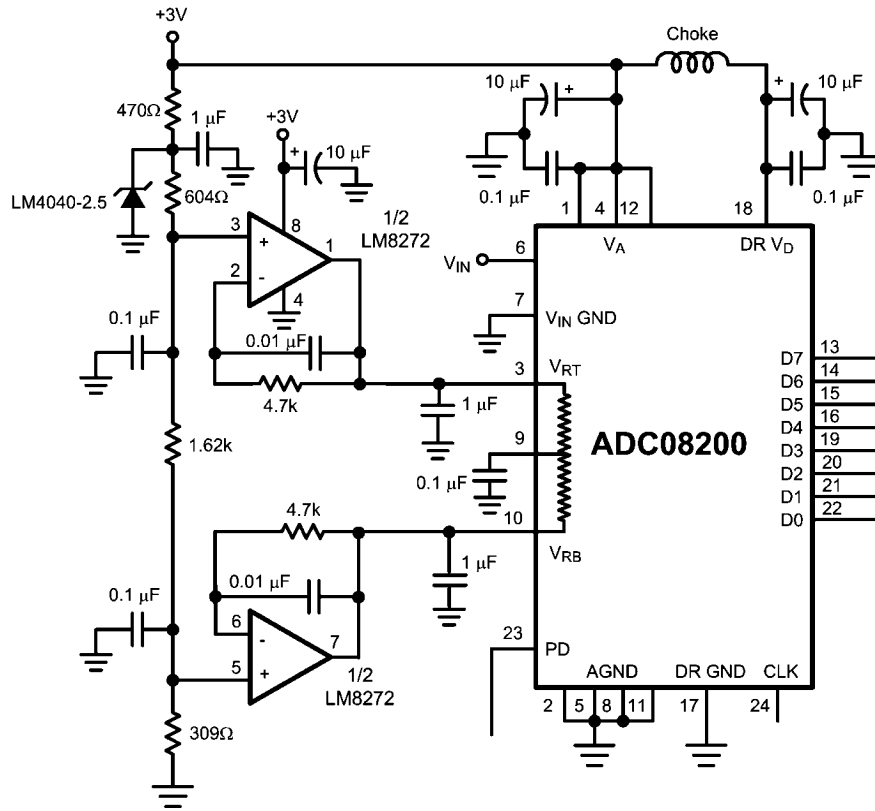 +3V
Choke
470Ω
1 µF
+3V
10 µF
+
10 µF
+
+
10 µF
0.1 µF
0.1 µF
LM4040-2.5
604Ω
1/2
LM8272
3
+
8
1
2
-
4
1
4
12
18
VA
DR VD
VIN
6
7
VIN GND
0.1 µF
0.01 µF
4.7k
3
VRT
1 µF
1.62k
9
0.1 µF
ADC08200
D7
13
D6
14
D5
15
D4
16
D3
19
D2
20
D1
21
D0
22
4.7k
10
VRB
1 µF
0.1 µF
0.01 µF
6
-
7
5
+
1/2
LM8272
309Ω
23
PD
AGND
DR GND
CLK
2
5
8
11
17
24